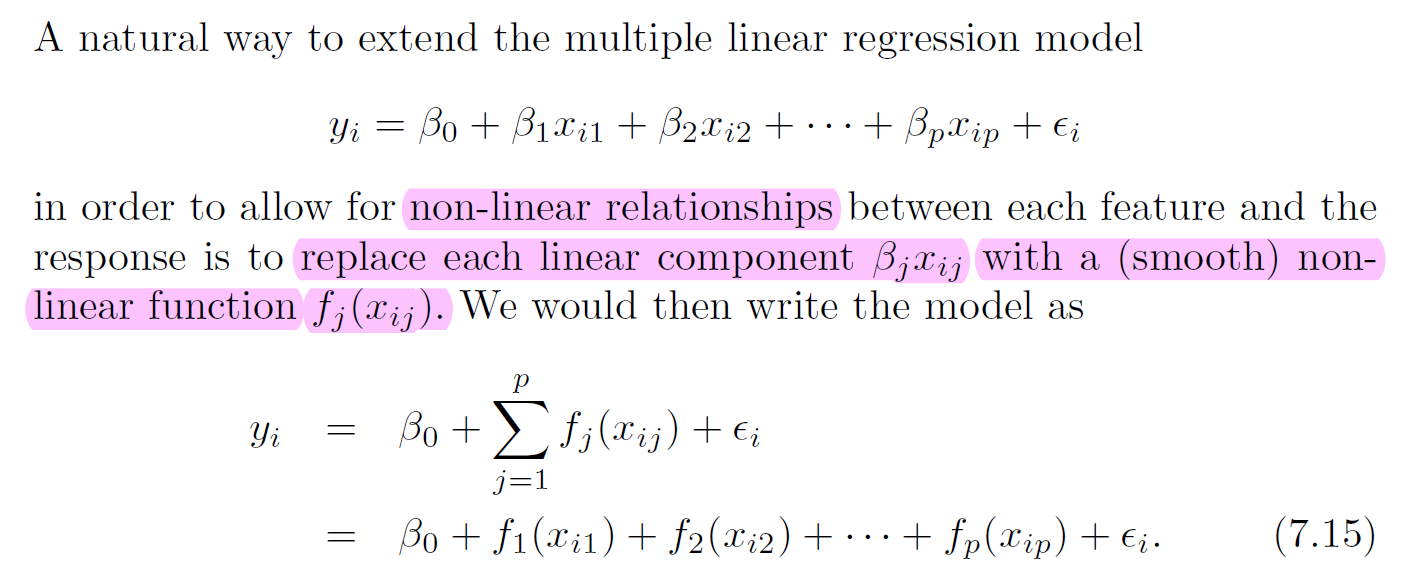 A natural way to extend the multiple linear regression model
yᵢ = β₀ + β₁xᵢ₁ + β₂xᵢ₂ + ⋯ + βₚxᵢₚ + ϵᵢ
in order to allow for non-linear relationships between each feature and the
response is to replace each linear component βⱼxᵢⱼ with a (smooth) non-
linear function fⱼ(xᵢⱼ). We would then write the model as
yᵢ = β₀ + ∑ⱼ₌₁ᵖ fⱼ(xᵢⱼ) + ϵᵢ
= β₀ + f₁(xᵢ₁) + f₂(xᵢ₂) + ⋯ + fₚ(xᵢₚ) + ϵᵢ. (7.15)